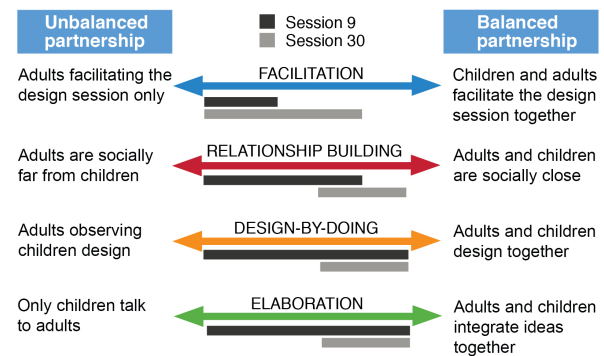 Unbalanced
partnership
Session 9
Session 30
Balanced
partnership
Adults facilitating the
design session only
FACILITATION
Children and adults
facilitate the design
session together
Adults are socially
far from children
RELATIONSHIP BUILDING
Adults and children
are socially close
Adults observing
children design
DESIGN-BY-DOING
Adults and children
design together
Only children talk
to adults
ELABORATION
Adults and children
integrate ideas
together